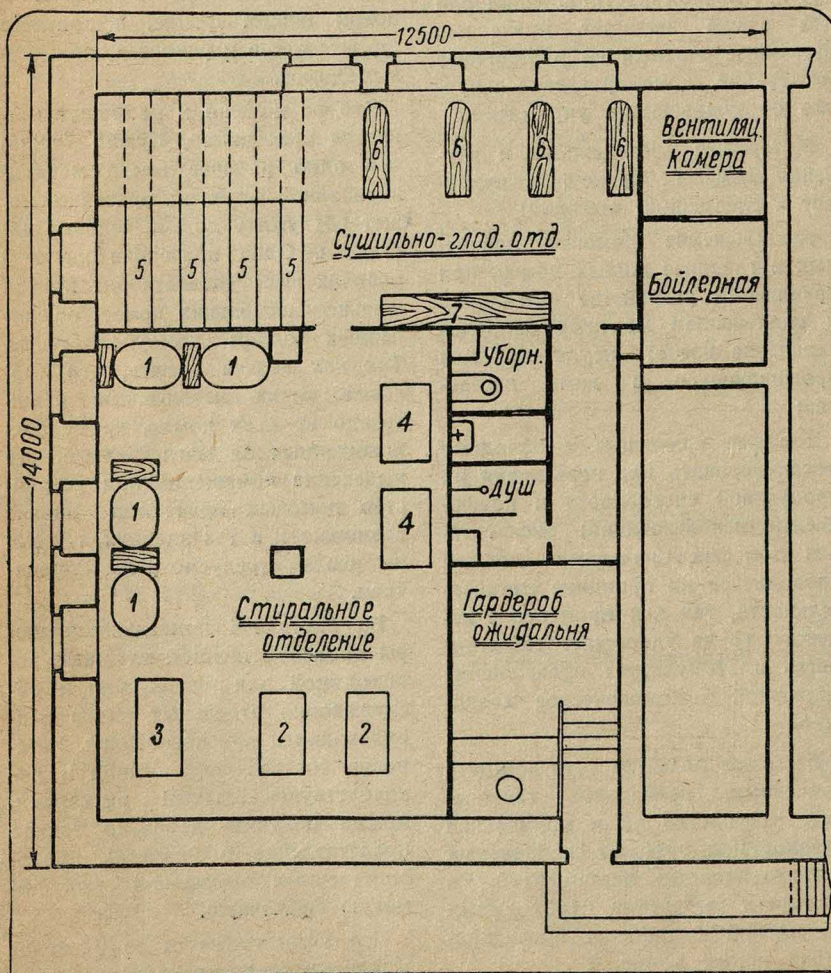 12500
14000
6 6 6 6
Вентиляц.
камера
Сушильно-глад. отд.
5 5 5 5
Бойлерная
7
1 1
Уборн.
4
4
душ
1
1
Стиральное
отделение
Гардероб
ожидальня
3 2 2